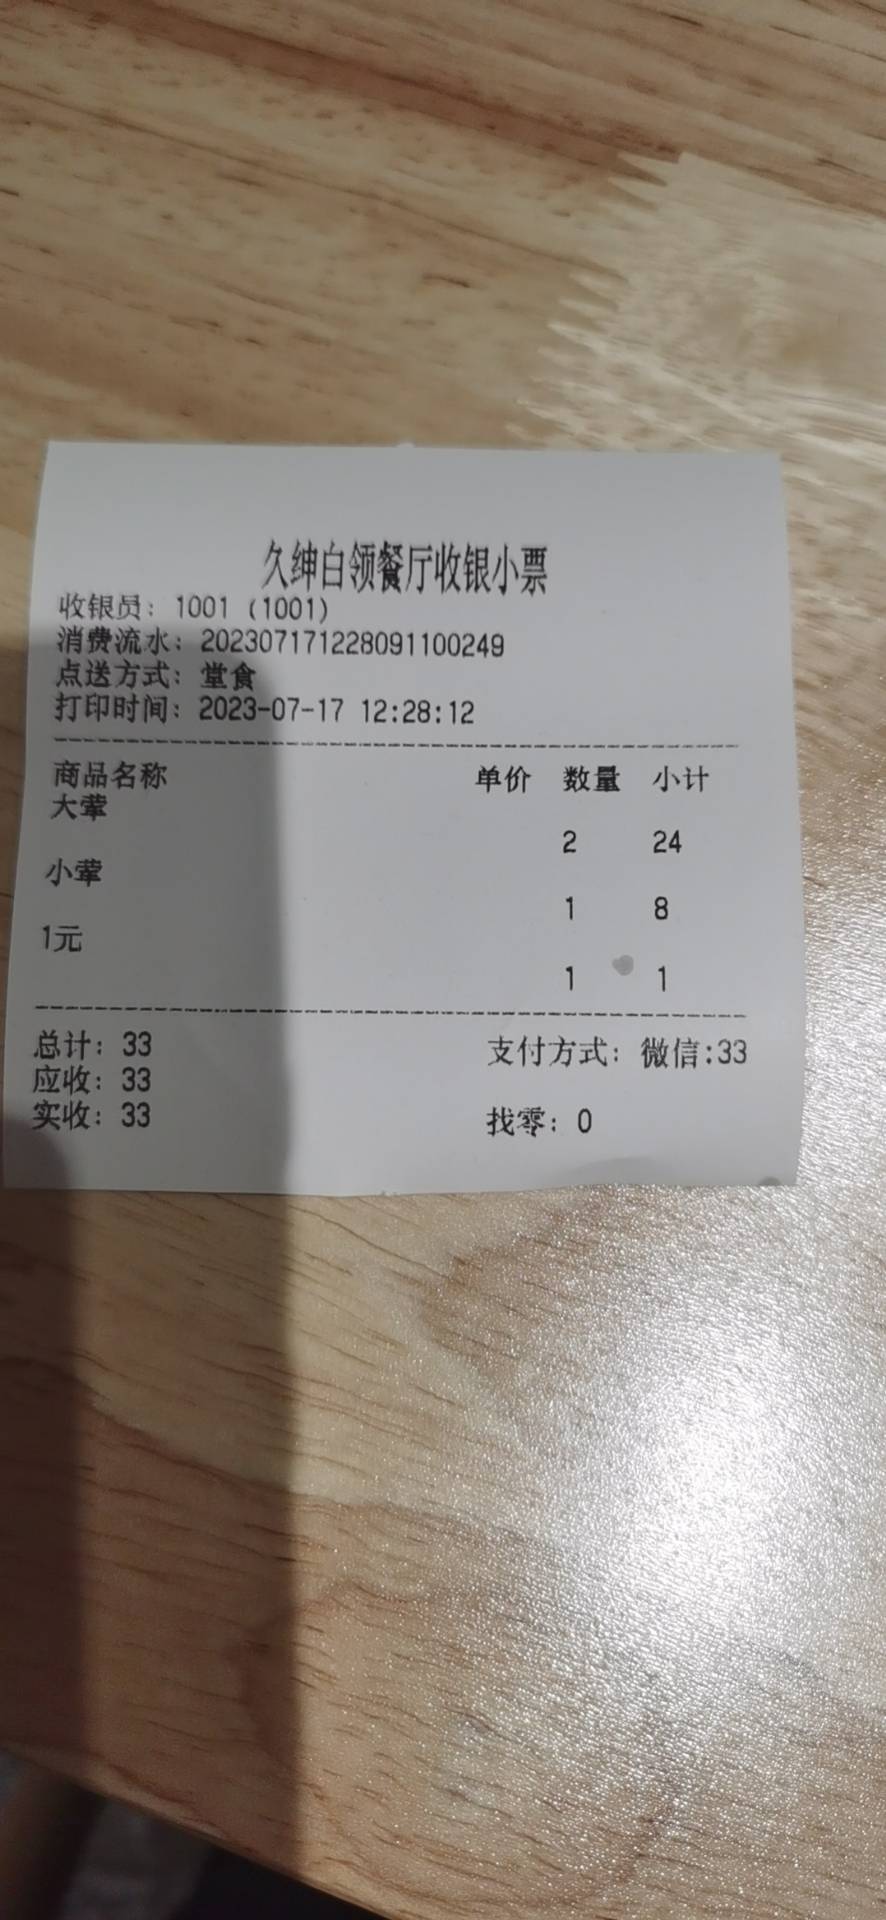 久绅白领餐厅收银小票
收银员: 1001 (1001)
消费流水: 202307171228091100249
点送方式: 堂食
打印时间: 2023-07-17 12:28:12
商品名称 单价 数量 小计
大荤
2 24
小荤
1 8
1元
1 1
总计: 33 支付方式: 微信:33
应收: 33
实收: 33 找零: 0